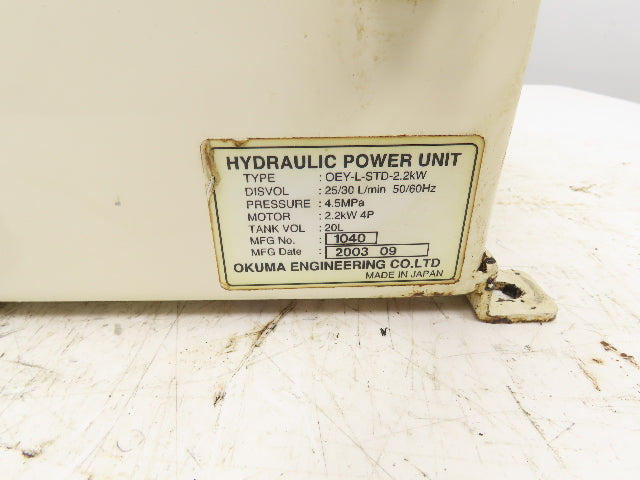 HYDRAULIC POWER UNIT
TYPE : OEY-L-STD-2.2kW
DISVOL : 25/30 L/min 50/60Hz
PRESSURE : 4.5MPa
MOTOR : 2.2kW 4P
TANK VOL : 20L
MFG No. : 1040
MFG Date : 2003 09
OKUMA ENGINEERING CO.LTD
MADE IN JAPAN